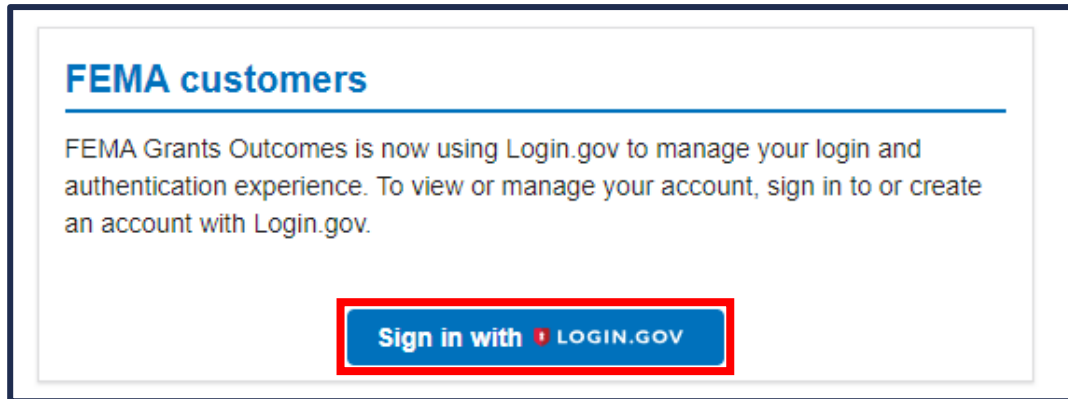 FEMA customers
FEMA Grants Outcomes is now using Login.gov to manage your login and
authentication experience. To view or manage your account, sign in to or create
an account with Login.gov.
Sign in with LOGIN.GOV